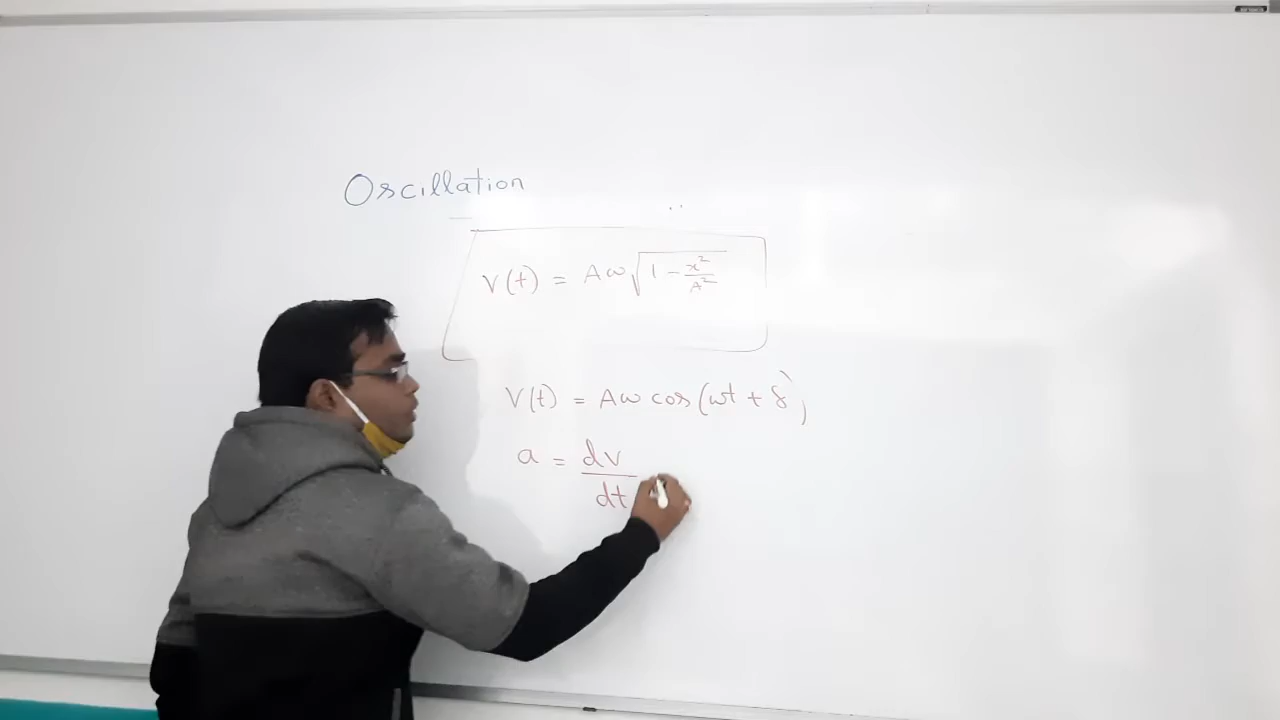 Oscillation
V(t) = Aω√(1 - x²/A²)
V(t) = Aω cos(ωt + δ)
a = dv/dt